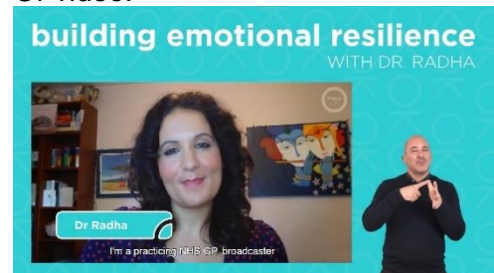 building emotional resilience
WITH DR. RADHA
Dr Radha
I'm a practicing NHS GP, broadcaster